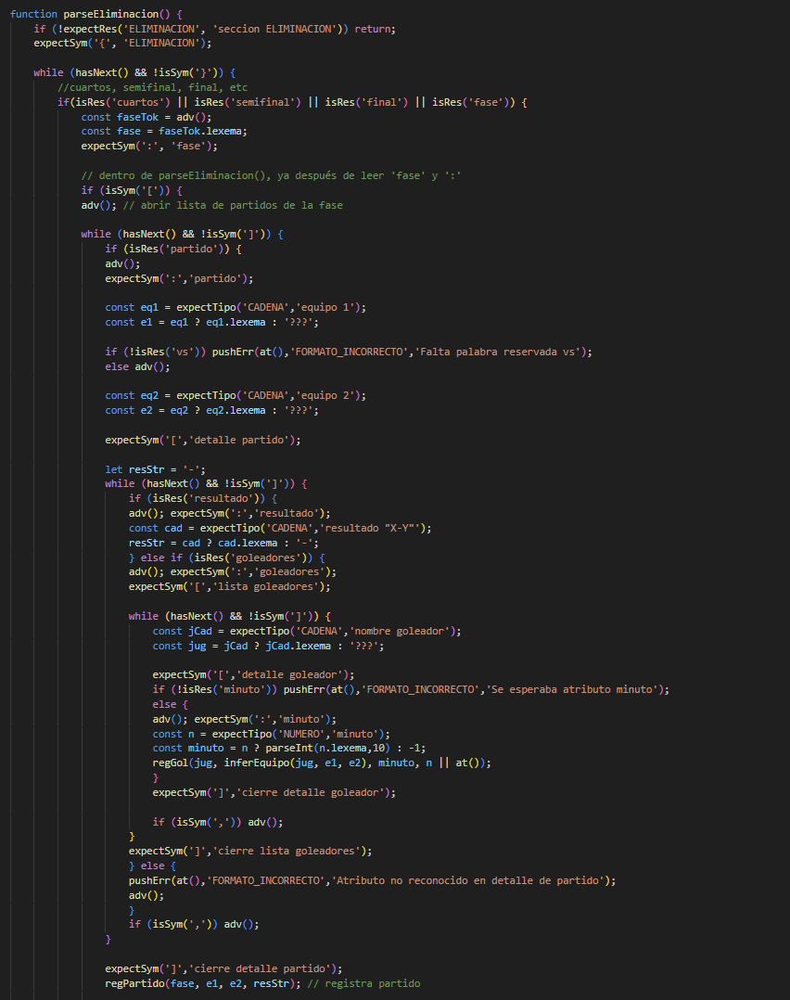 function parseEliminacion() {
if (!expectRes('ELIMINACION', 'seccion ELIMINACION')) return;
expectSym('{', 'ELIMINACION');
while (hasNext() && !isSym('}')) {
//cuartos, semifinal, final, etc
if(isRes('cuartos') || isRes('semifinal') || isRes('final') || isRes('fase')) {
const faseTok = adv();
const fase = faseTok.lexema;
expectSym(':', 'fase');
// dentro de parseEliminacion(), ya después de leer 'fase' y ':'
if (isSym('[')) {
adv(); // abrir lista de partidos de la fase
while (hasNext() && !isSym(']')) {
if (isRes('partido')) {
adv();
expectSym(':','partido');
const eq1 = expectTipo('CADENA','equipo 1');
const e1 = eq1 ? eq1.lexema : '???';
if (!isRes('vs')) pushErr(at(),'FORMATO_INCORRECTO','Falta palabra reservada vs');
else adv();
const eq2 = expectTipo('CADENA','equipo 2');
const e2 = eq2 ? eq2.lexema : '???';
expectSym('[','detalle partido');
let resStr = '-';
while (hasNext() && !isSym(']')) {
if (isRes('resultado')) {
adv(); expectSym(':','resultado');
const cad = expectTipo('CADENA','resultado "X-Y"');
resStr = cad ? cad.lexema : '-';
} else if (isRes('goleadores')) {
adv(); expectSym(':','goleadores');
expectSym('[','lista goleadores');
while (hasNext() && !isSym(']')) {
const jCad = expectTipo('CADENA','nombre goleador');
const jug = jCad ? jCad.lexema : '???';
expectSym('[','detalle goleador');
if (!isRes('minuto')) pushErr(at(),'FORMATO_INCORRECTO','Se esperaba atributo minuto');
else {
adv(); expectSym(':','minuto');
const n = expectTipo('NUMERO','minuto');
const minuto = n ? parseInt(n.lexema,10) : -1;
regGol(jug, inferEquipo(jug, e1, e2), minuto, n || at());
}
expectSym(']','cierre detalle goleador');
if (isSym(',')) adv();
}
expectSym(']','cierre lista goleadores');
} else {
pushErr(at(),'FORMATO_INCORRECTO','Atributo no reconocido en detalle de partido');
adv();
}
if (isSym(',')) adv();
}
expectSym(']','cierre detalle partido');
regPartido(fase, e1, e2, resStr); // registra partido